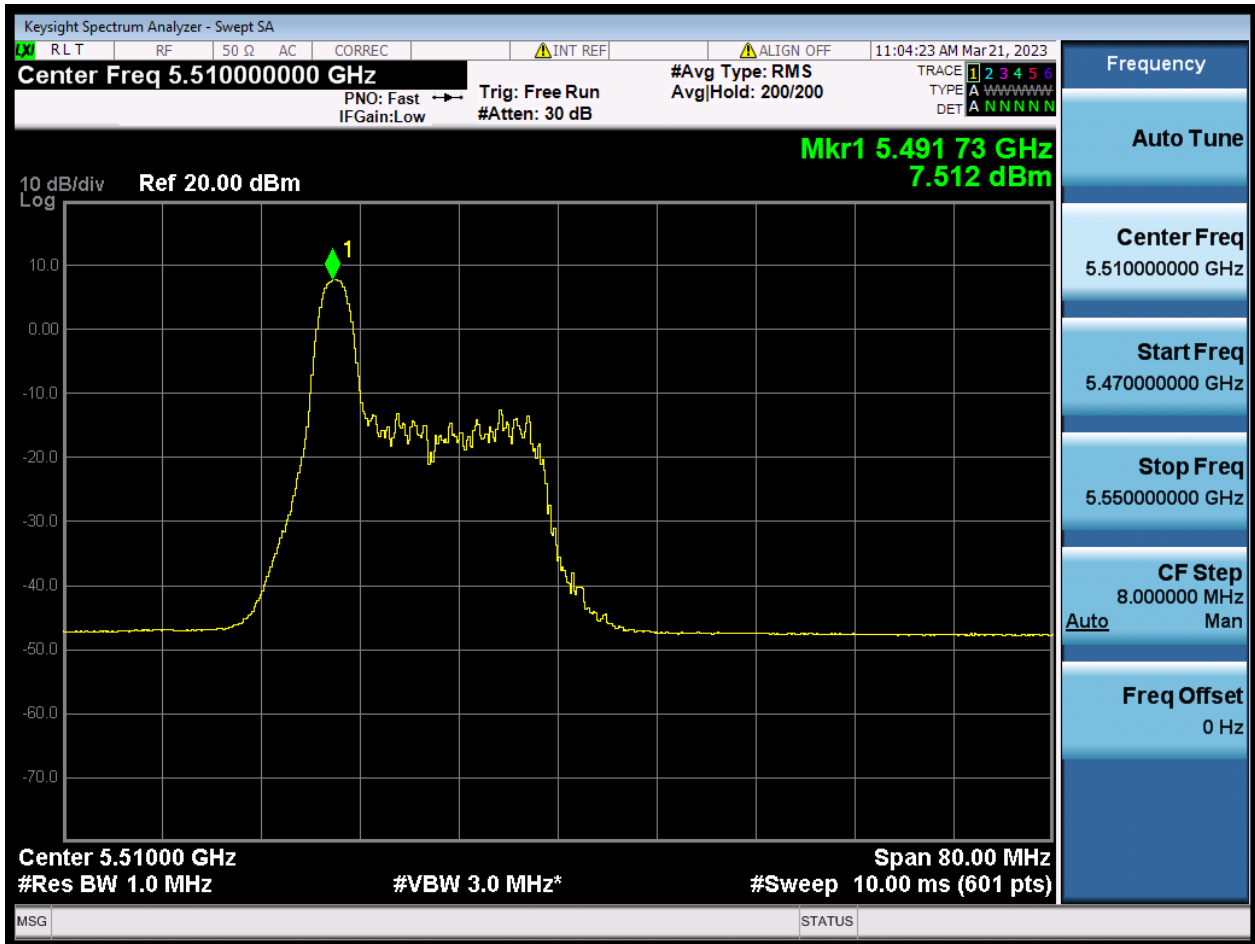 Keysight Spectrum Analyzer - Swept SA
LXI RLT RF 50 Ω AC CORREC INT REF ALIGN OFF 11:04:23 AM Mar 21, 2023
Center Freq 5.510000000 GHz
PNO: Fast
IFGain:Low
Trig: Free Run
#Atten: 30 dB
#Avg Type: RMS
Avg|Hold: 200/200
TRACE 1 2 3 4 5 6
TYPE A WWWWW
DET A N N N N N
Mkr1 5.491 73 GHz
7.512 dBm
10 dB/div Ref 20.00 dBm
Log
1
10.0
0.00
-10.0
-20.0
-30.0
-40.0
-50.0
-60.0
-70.0
Center 5.51000 GHz Span 80.00 MHz
#Res BW 1.0 MHz #VBW 3.0 MHz* #Sweep 10.00 ms (601 pts)
MSG STATUS
Frequency
Auto Tune
Center Freq
5.510000000 GHz
Start Freq
5.470000000 GHz
Stop Freq
5.550000000 GHz
CF Step
8.000000 MHz
Auto Man
Freq Offset
0 Hz